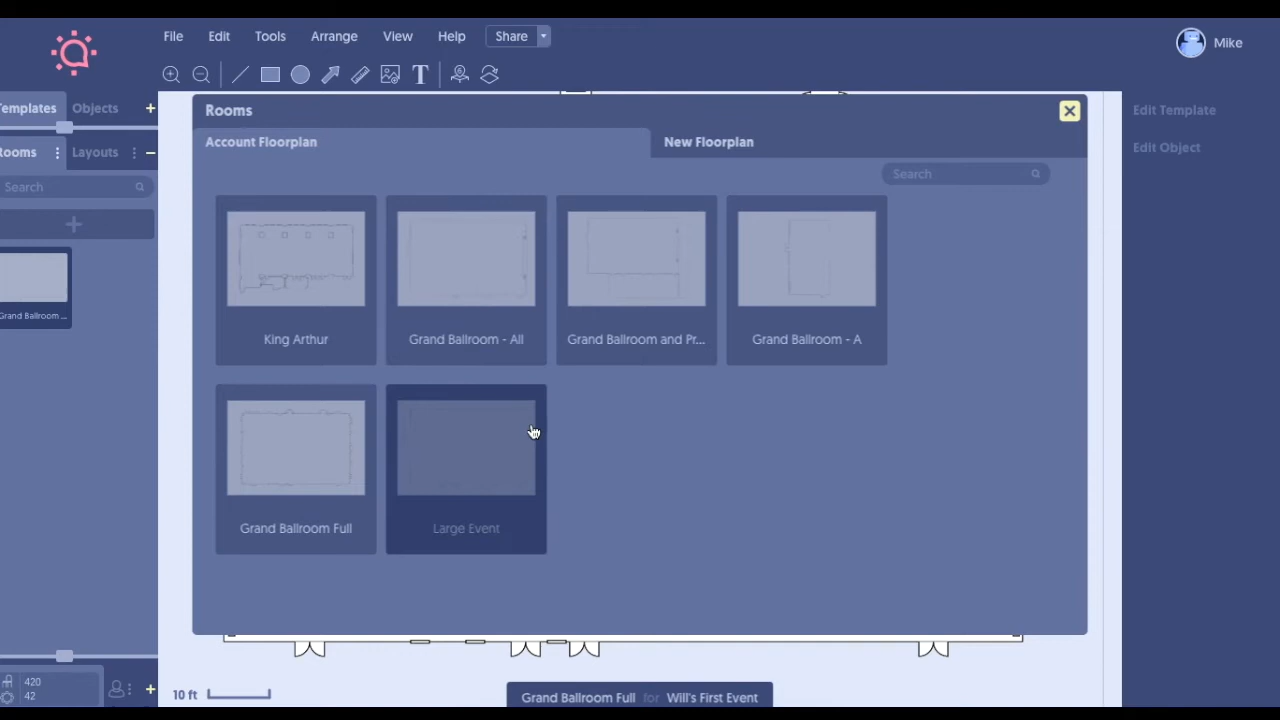 File Edit Tools Arrange View Help Share
Mike
T
Templates Objects +
Rooms
Edit Template
Account Floorplan New Floorplan
Rooms Layouts
Edit Object
Search
Search
King Arthur Grand Ballroom - All Grand Ballroom and Pr... Grand Ballroom - A
Grand Ballroom ...
Grand Ballroom Full Large Event
420
42
10 ft
Grand Ballroom Full for Will's First Event